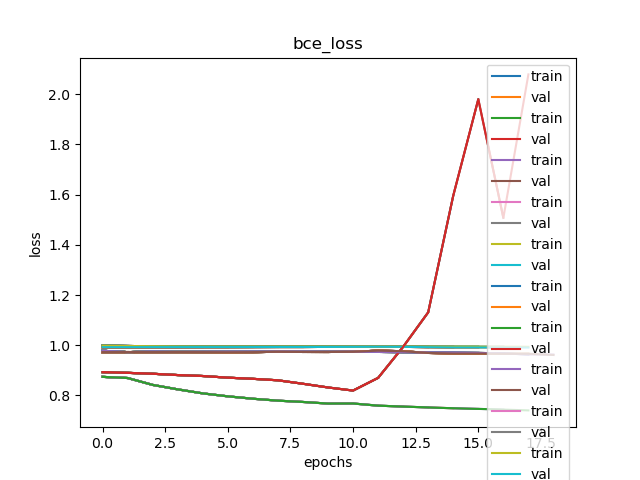 bce_loss
loss
2.0
1.8
1.6
1.4
1.2
1.0
0.8
0.0
2.5
5.0
7.5
10.0
12.5
15.0
17.5
epochs
train
val
train
val
train
val
train
val
train
val
train
val
train
val
train
val
train
val
train
val